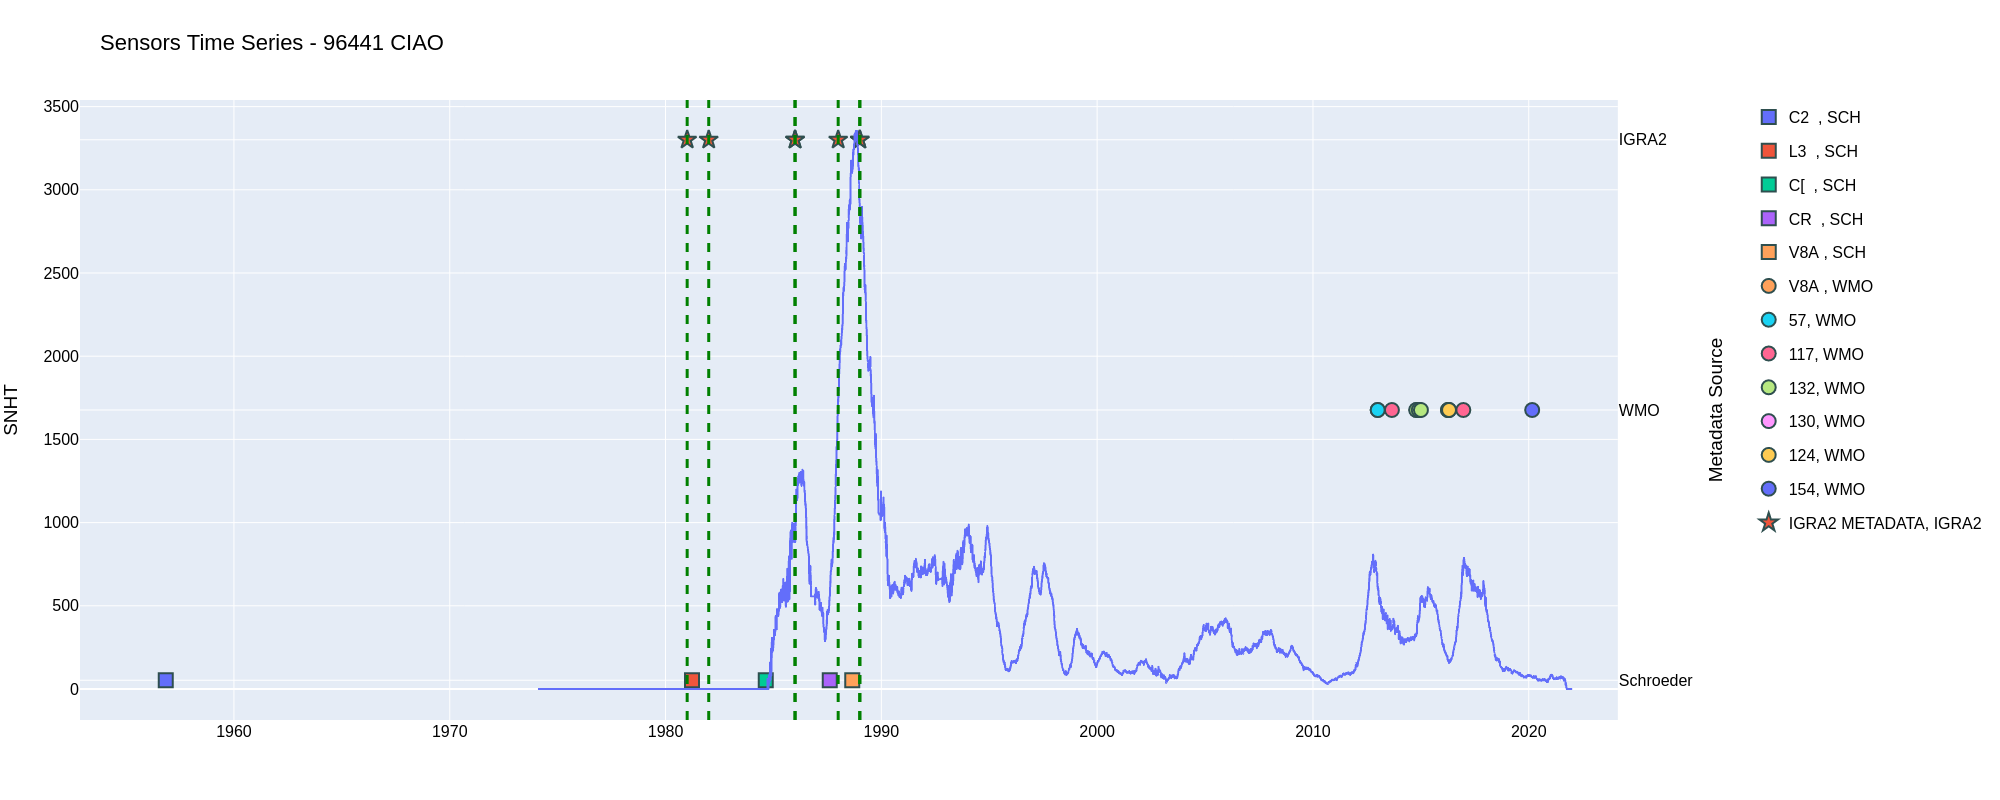 Sensors Time Series - 96441 CIAO
3500
3000
2500
2000
1500
1000
500
0
SNHT
1960
1970
1980
1990
2000
2010
2020
IGRA2
WMO
Schroeder
Metadata Source
C2  , SCH
L3  , SCH
C[  , SCH
CR  , SCH
V8A , SCH
V8A , WMO
57, WMO
117, WMO
132, WMO
130, WMO
124, WMO
154, WMO
IGRA2 METADATA, IGRA2